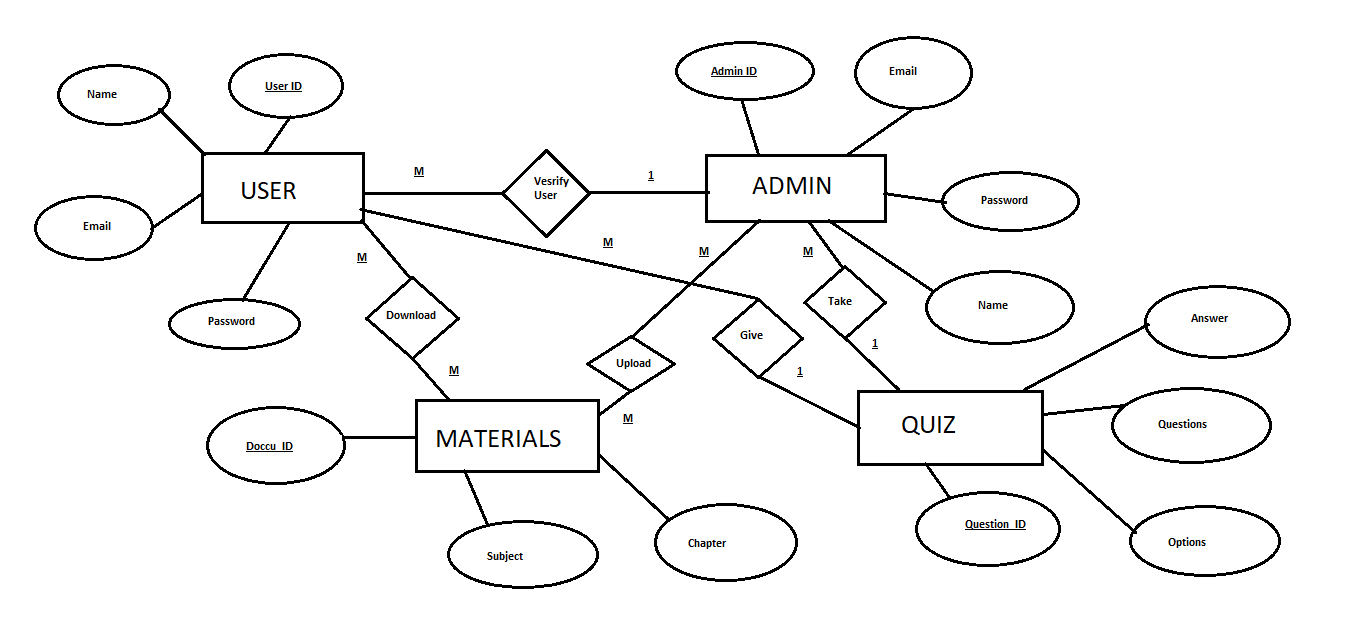 Name
User ID
Admin ID
Email
USER
M
Vesrify
User
1
ADMIN
Password
Email
M
M
M
M
Password
Download
Upload
Give
Take
Name
Answer
M
M
1
1
Doccu_ID
MATERIALS
QUIZ
Questions
Subject
Chapter
Question_ID
Options